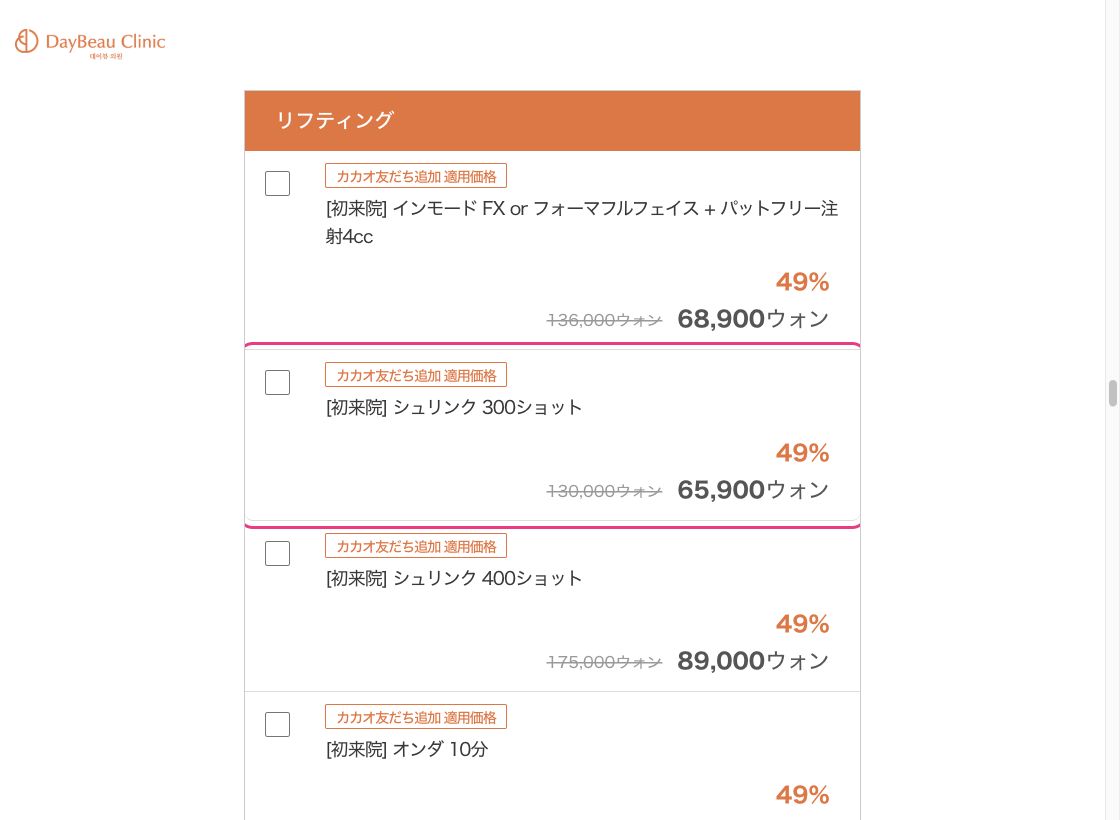 DayBeau Clinic
데이뷰 의원
リフティング
カカオ友だち追加 適用価格
[初来院] インモード FX or フォーマフルフェイス + パットフリー注
射4cc
49%
136,000ウォン 68,900ウォン
カカオ友だち追加 適用価格
[初来院] シュリンク 300ショット
49%
130,000ウォン 65,900ウォン
カカオ友だち追加 適用価格
[初来院] シュリンク 400ショット
49%
175,000ウォン 89,000ウォン
カカオ友だち追加 適用価格
[初来院] オンダ 10分
49%